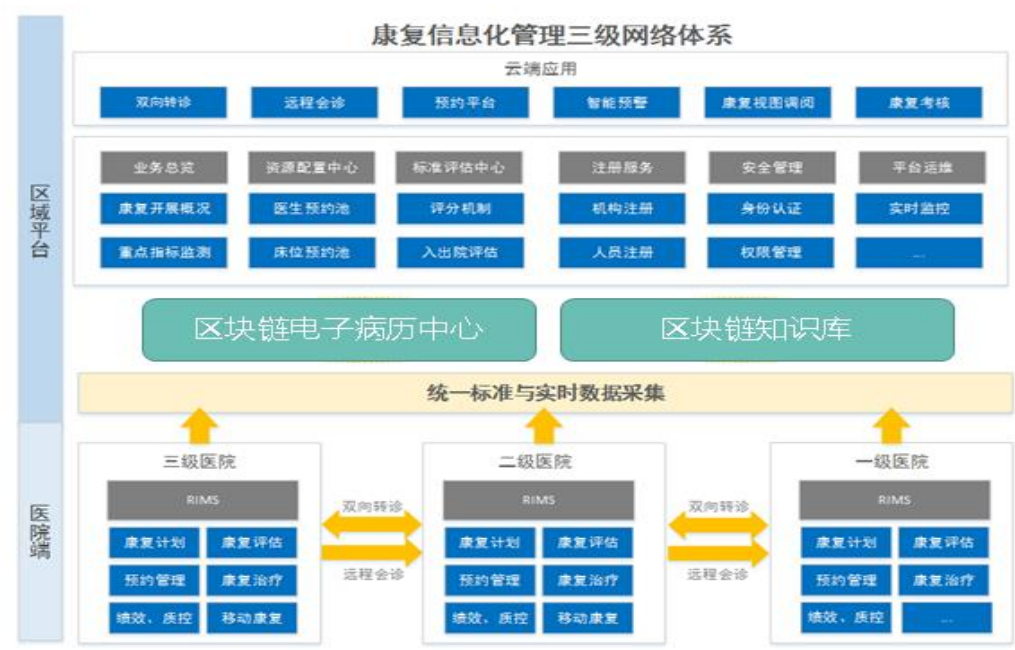 康复信息化管理三级网络体系
云端应用
双向转诊 远程会诊 预约平台 智能预警 康复视图调阅 康复考核
区域平台
业务总览 资源配置中心 标准评估中心 注册服务 安全管理 平台运维
康复开展概况 医生预约池 评分机制 机构注册 身份认证 实时监控
重点指标监测 床位预约池 入出院评估 人员注册 权限管理 ...
区块链电子病历中心 区块链知识库
统一标准与实时数据采集
医院端
三级医院 二级医院 一级医院
RIMS RIMS RIMS
双向转诊 双向转诊
康复计划 康复评估 康复计划 康复评估 康复计划 康复评估
远程会诊 远程会诊
预约管理 康复治疗 预约管理 康复治疗 预约管理 康复治疗
绩效、质控 移动康复 绩效、质控 移动康复 绩效、质控 ...